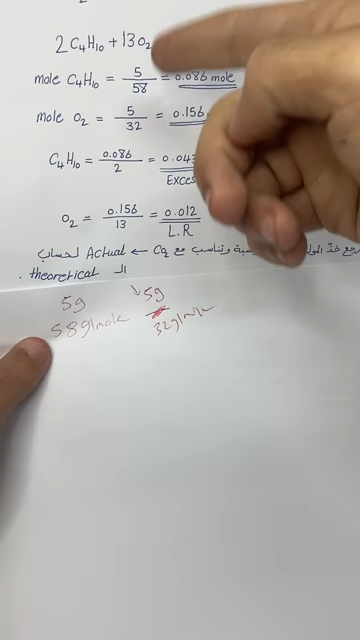 2C₄H₁₀ + 13O₂
mole C₄H₁₀ = 5/58 = 0.086 mole
mole O₂ = 5/32 = 0.156
C₄H₁₀ = 0.086/2 = 0.043
Exces
O₂ = 0.156/13 = 0.012
L.R
لحساب Actual ← CO₂ مع
الـ theoretical.
5g 5g
58g/mole 32g/mole